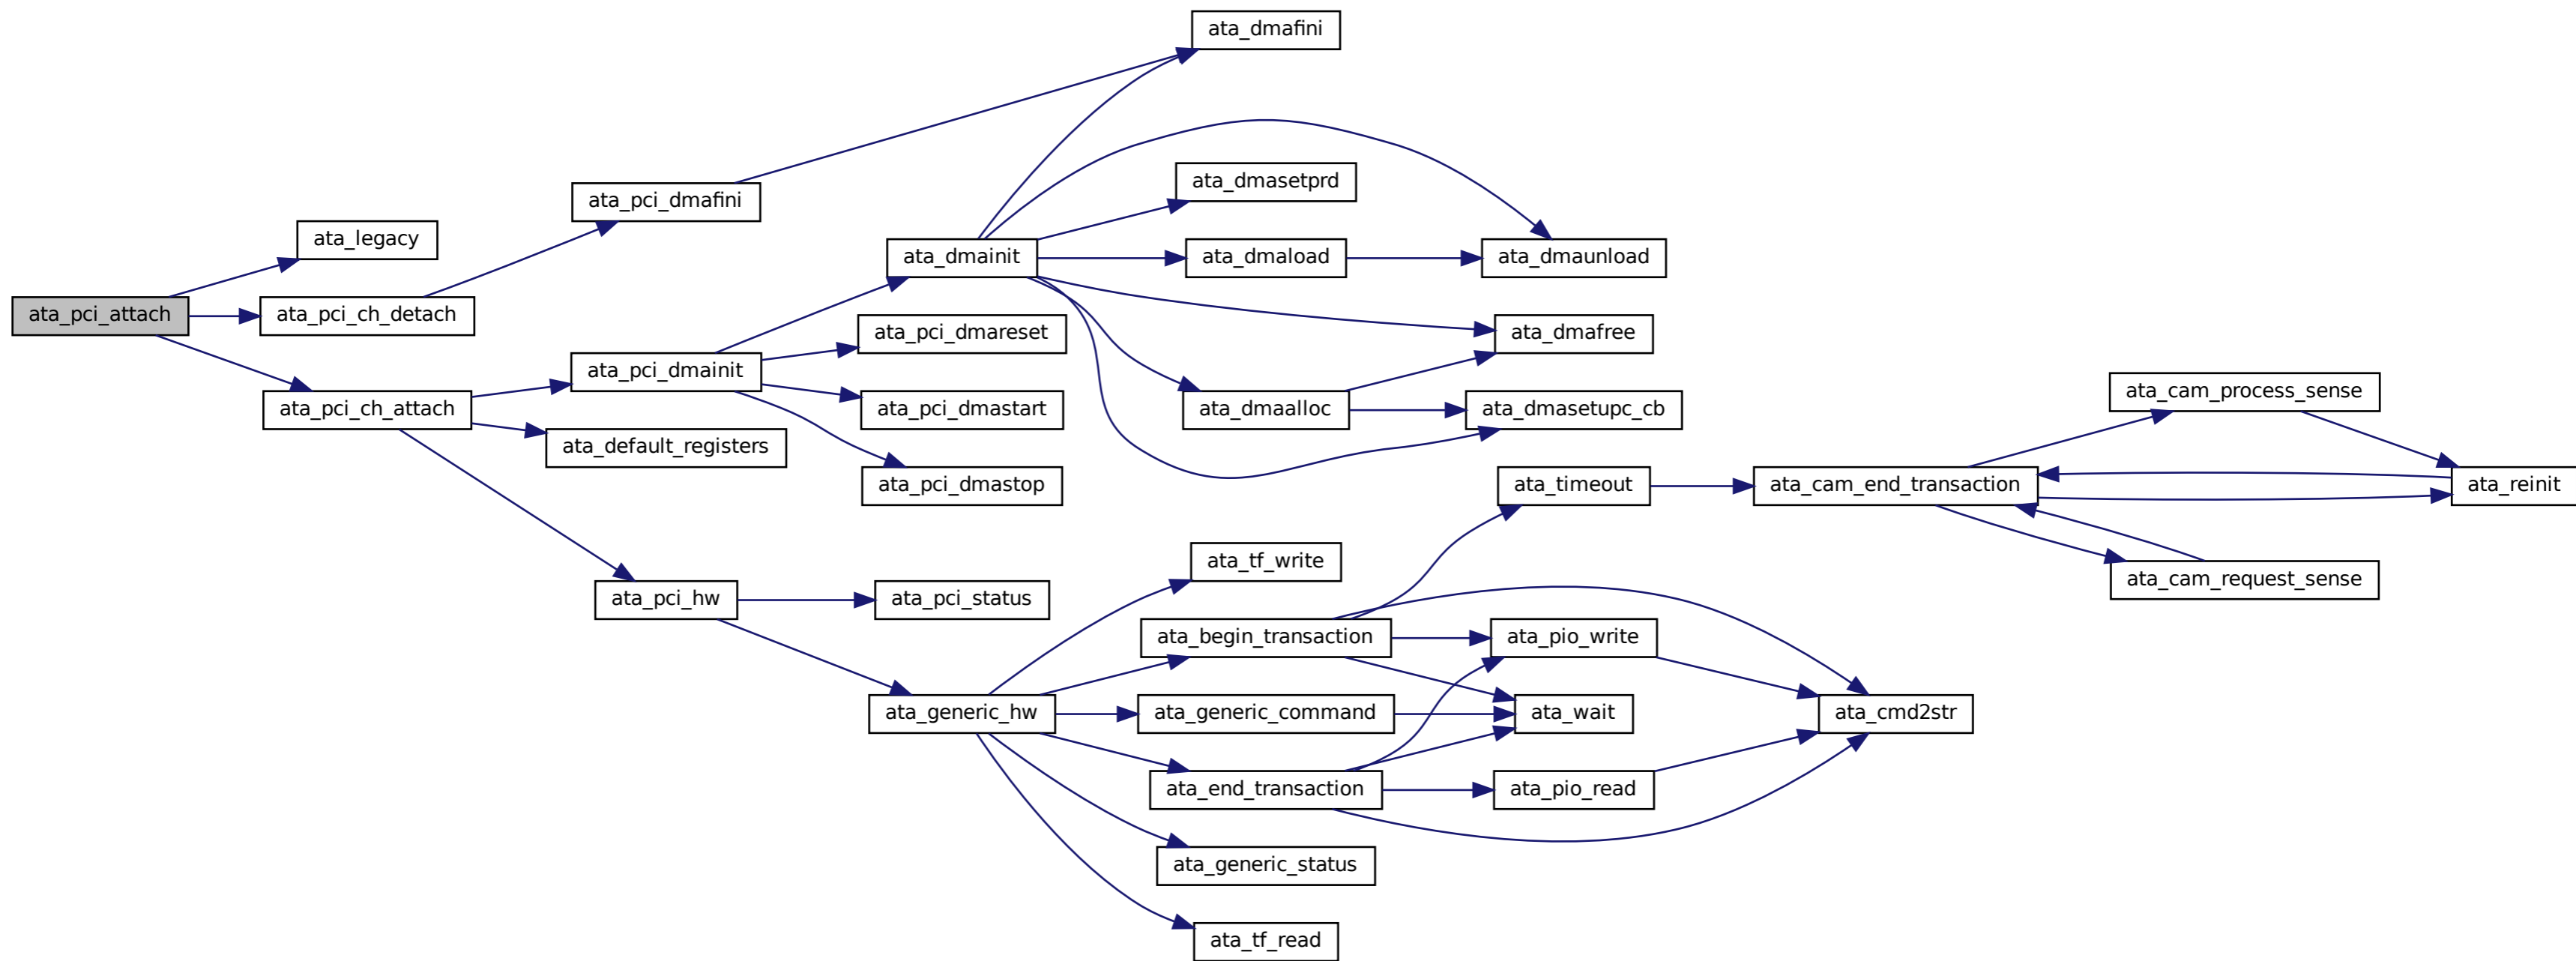 ata_dmafini
ata_dmasetprd
ata_pci_dmafini
ata_legacy
ata_dmainit
ata_dmaload
ata_dmaunload
ata_pci_attach
ata_pci_ch_detach
ata_pci_dmareset
ata_dmafree
ata_pci_dmainit
ata_pci_ch_attach
ata_pci_dmastart
ata_dmaalloc
ata_dmasetupc_cb
ata_cam_process_sense
ata_default_registers
ata_pci_dmastop
ata_timeout
ata_cam_end_transaction
ata_reinit
ata_tf_write
ata_cam_request_sense
ata_pci_hw
ata_pci_status
ata_begin_transaction
ata_pio_write
ata_generic_hw
ata_generic_command
ata_wait
ata_cmd2str
ata_end_transaction
ata_pio_read
ata_generic_status
ata_tf_read